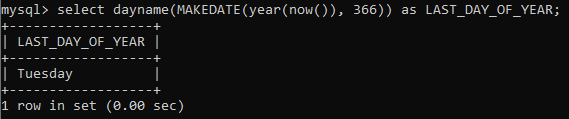 mysql> select dayname(MAKEDATE(year(now()), 366)) as LAST_DAY_OF_YEAR;
+------------------+
| LAST_DAY_OF_YEAR |
+------------------+
| Tuesday          |
+------------------+
1 row in set (0.00 sec)